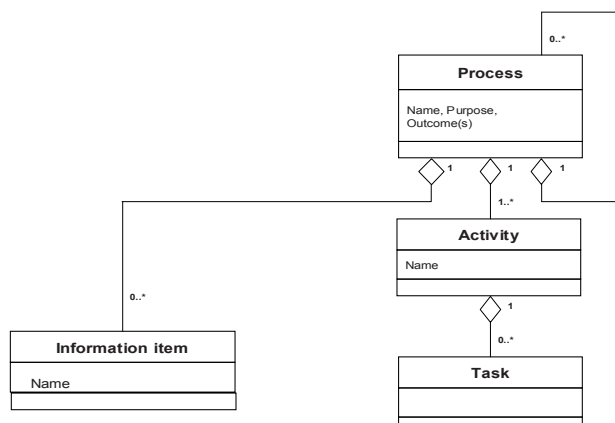 0..*
Process
Name, Purpose,
Outcome(s)
1 1 1
1..*
Activity
Name
0..*
1
Information item
0..*
Name
Task